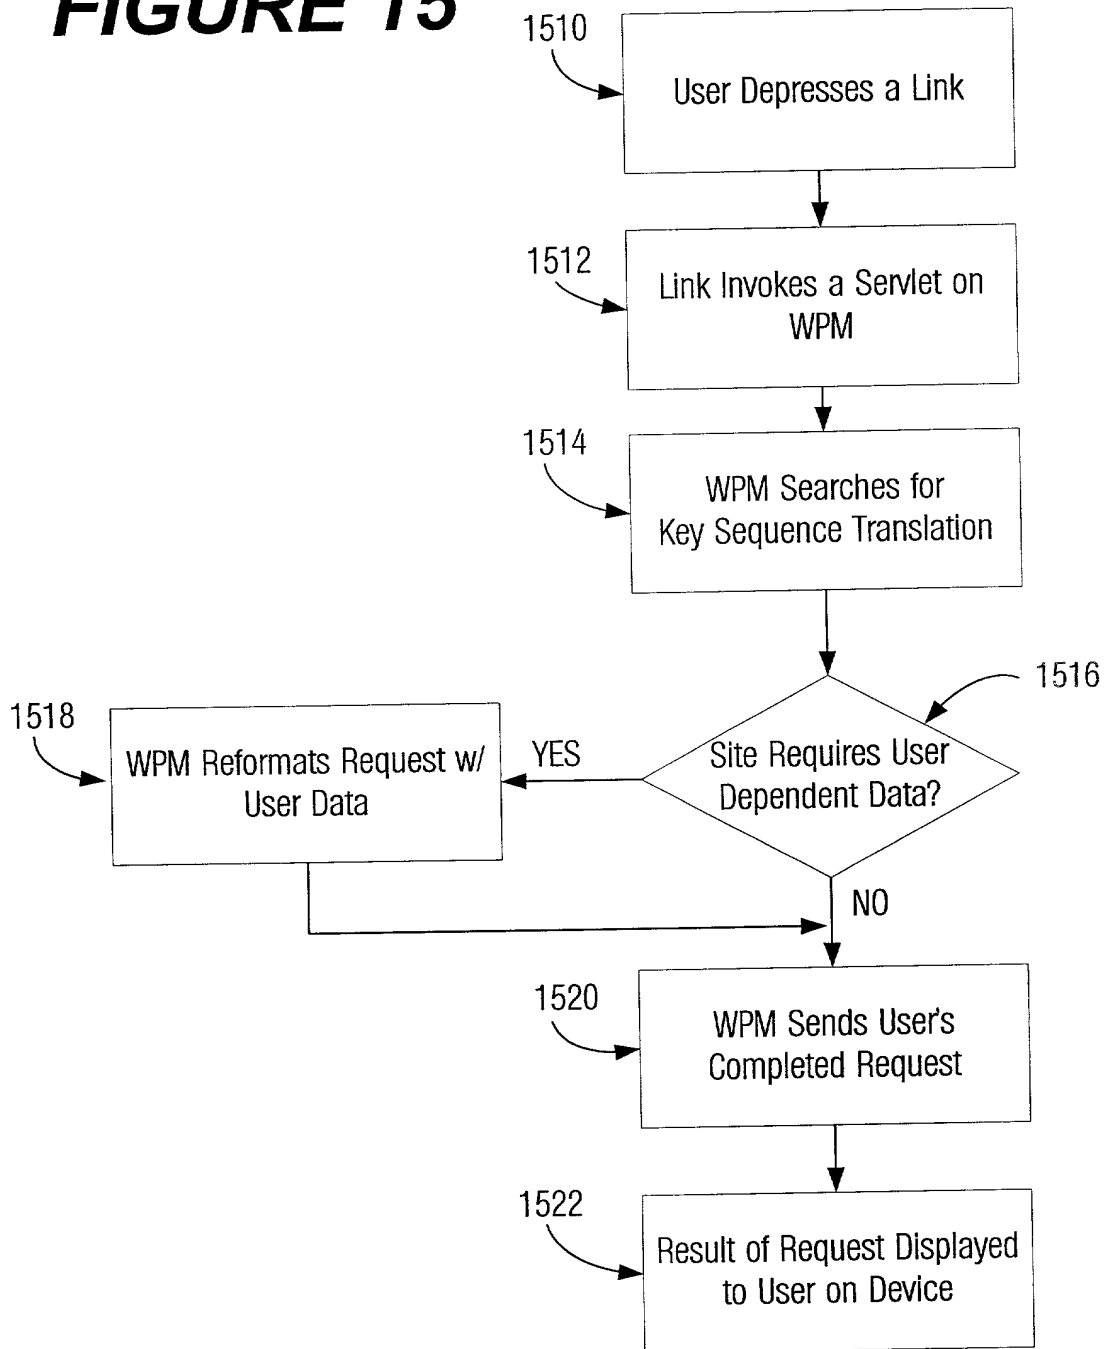 FIGURE 15
1510
User Depresses a Link
1512
Link Invokes a Servlet on
WPM
1514
WPM Searches for
Key Sequence Translation
1516
Site Requires User
Dependent Data?
YES
1518
WPM Reformats Request w/
User Data
NO
1520
WPM Sends User's
Completed Request
1522
Result of Request Displayed
to User on Device